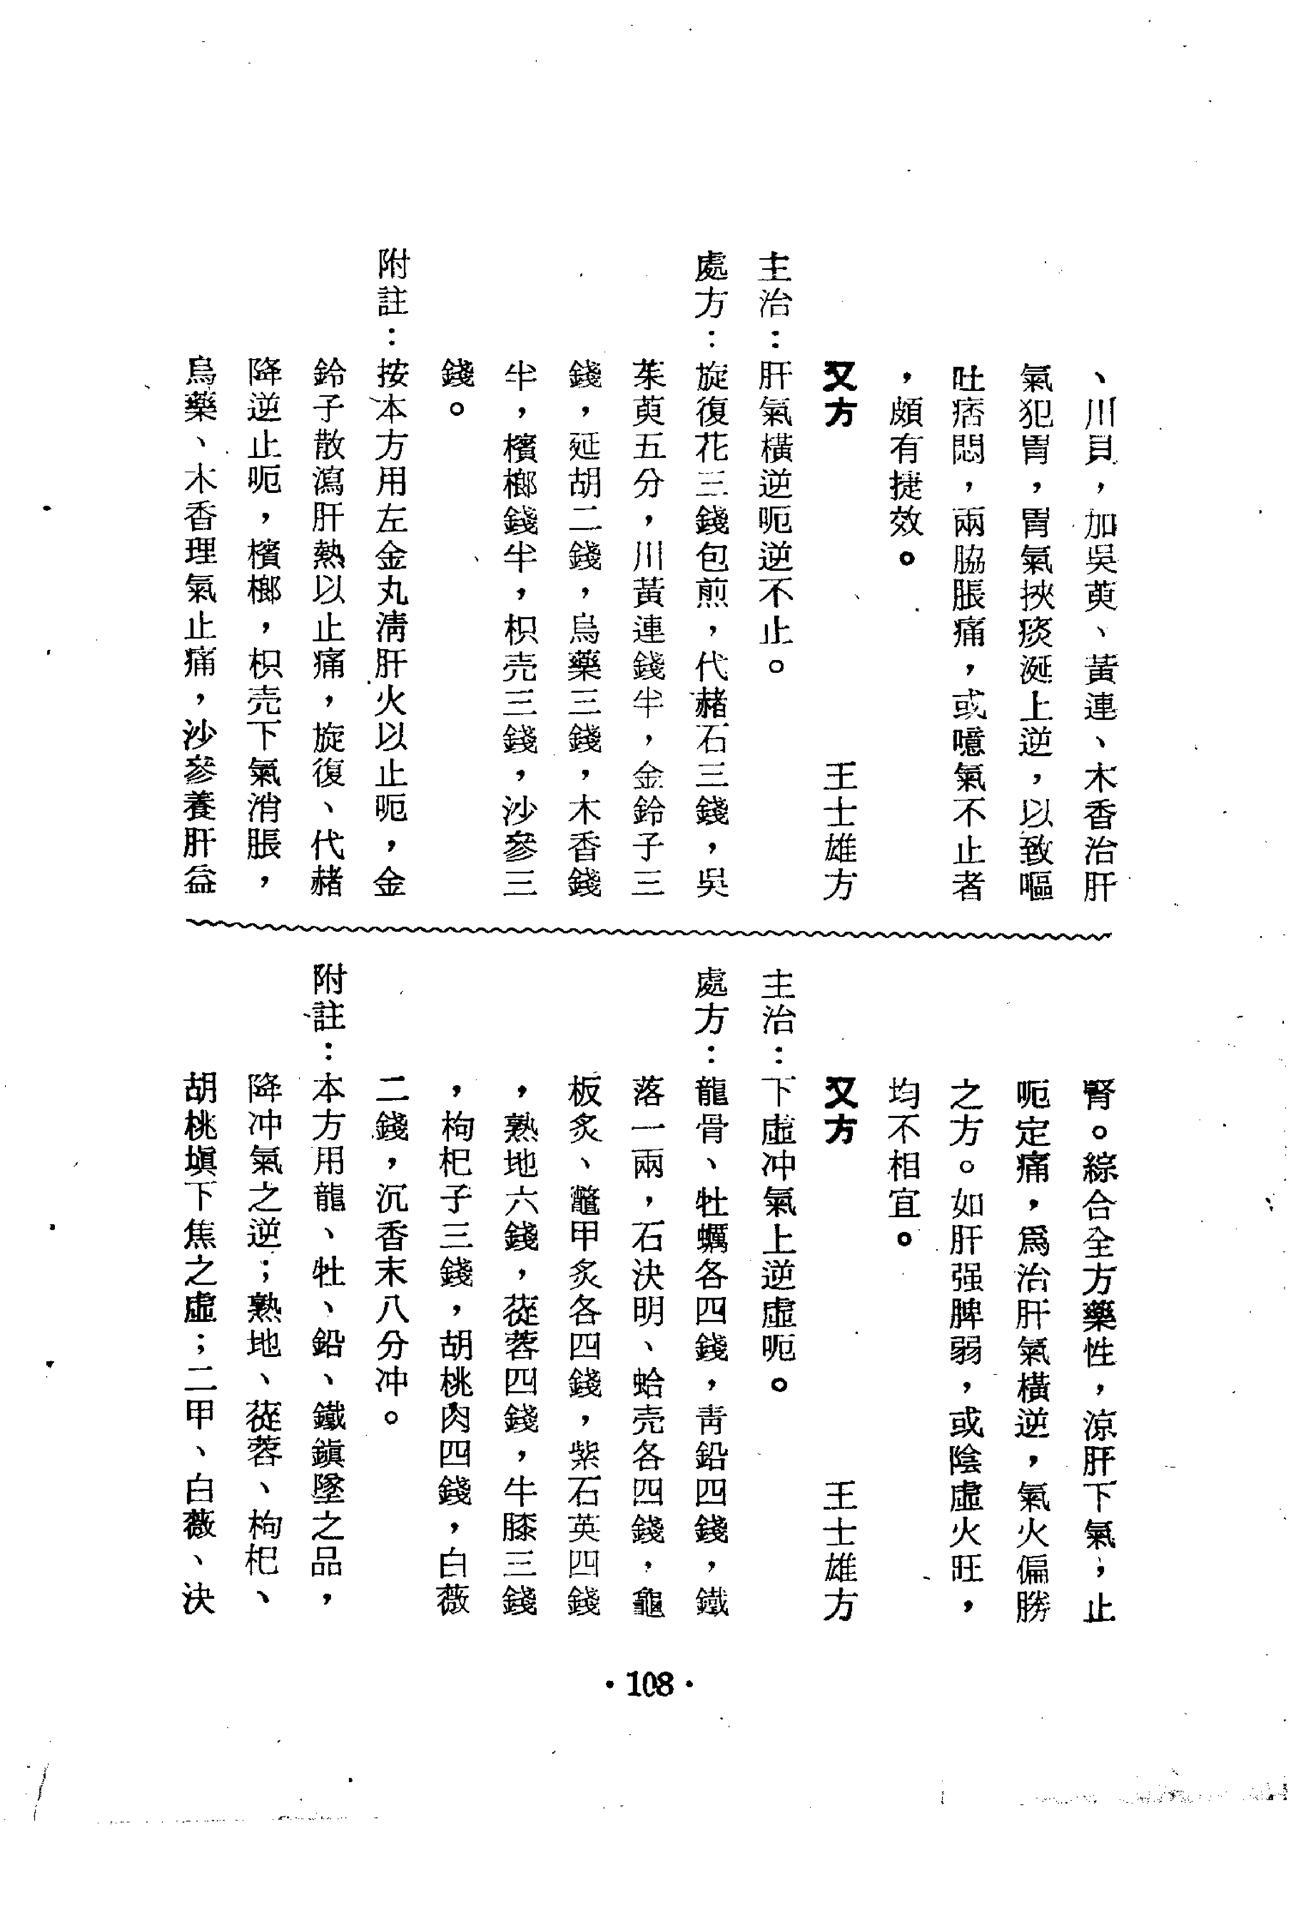 、川貝，加吳萸、黃連、木香治肝
氣犯胃，胃氣挾痰涎上逆，以致嘔
吐痞悶，兩脇脹痛，或噫氣不止者
，頗有捷效。
又方　王士雄方
主治：肝氣橫逆呃逆不止。
處方：旋復花三錢包煎，代赭石三錢，吳
茱萸五分，川黃連錢半，金鈴子三
錢，延胡二錢，烏藥三錢，木香錢
半，檳榔錢半，枳壳三錢，沙參三
錢。
附註：按本方用左金丸淸肝火以止呃，金
鈴子散瀉肝熱以止痛，旋復、代赭
降逆止呃，檳榔，枳壳下氣消脹，
烏藥、木香理氣止痛，沙參養肝益
腎。綜合全方藥性，凉肝下氣，止
呃定痛，爲治肝氣橫逆，氣火偏勝
之方。如肝强脾弱，或陰虛火旺，
均不相宜。
又方　王士雄方
主治：下虛冲氣上逆虛呃。
處方：龍骨、牡蠣各四錢，靑鉛四錢，鐵
落一兩，石決明、蛤壳各四錢，龜
板炙、鼈甲炙各四錢，紫石英四錢
，熟地六錢，蓯蓉四錢，牛膝三錢
，枸杞子三錢，胡桃肉四錢，白薇
二錢，沉香末八分冲。
附註：本方用龍、牡、鉛、鐵鎭墜之品，
降冲氣之逆；熟地、蓯蓉、枸杞、
胡桃塡下焦之虛；二甲、白薇、決
·108·